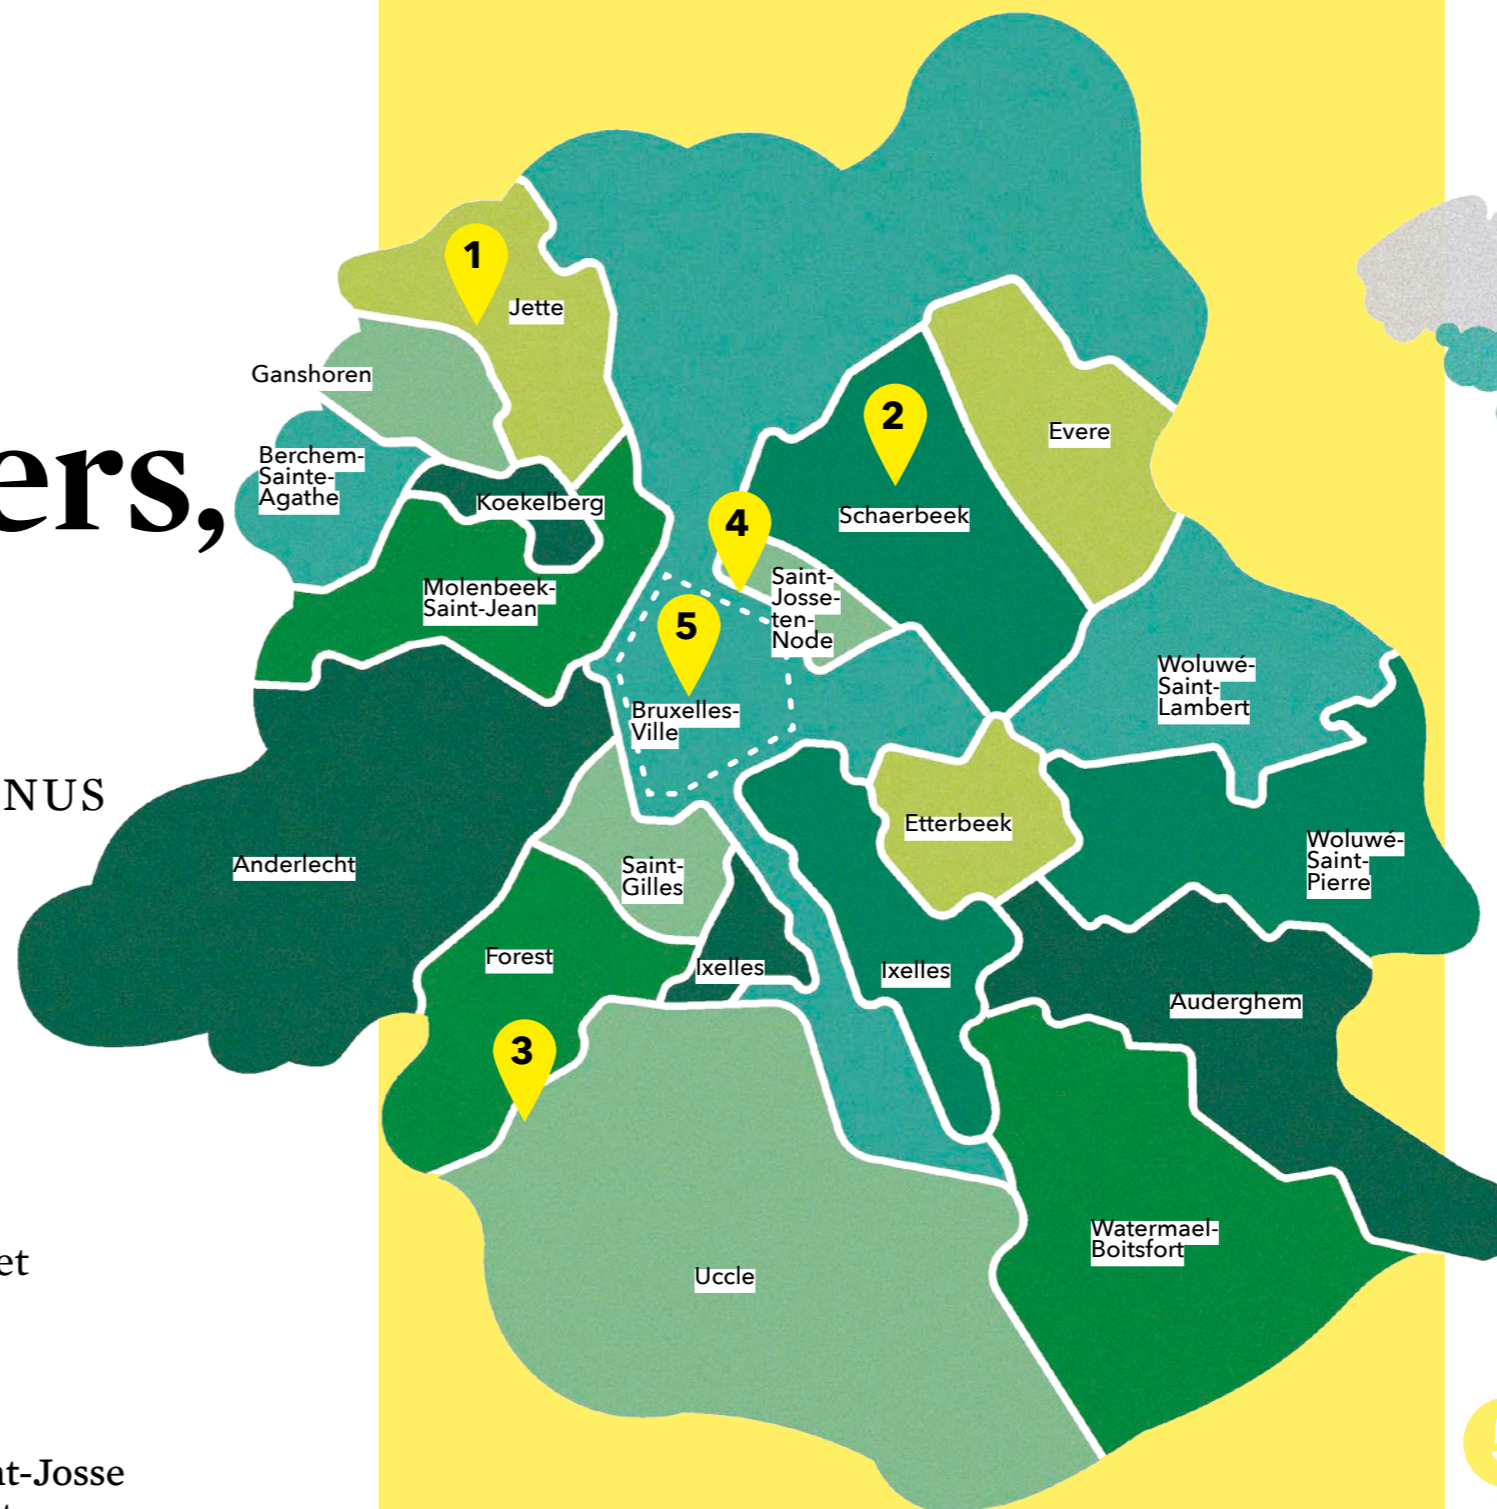 1
Jette
Ganshoren
2
Evere
ers,
Berchem-
Sainte-
Agathe
Koekelberg
4
Schaerbeek
Molenbeek-
Saint-Jean
Saint-
Josse-
ten-
Node
5
Bruxelles-
Ville
Woluwé-
Saint-
Lambert
NUS
Etterbeek
Anderlecht
Saint-
Gilles
Woluwé-
Saint-
Pierre
Forest
Ixelles
Ixelles
Auderghem
3
et
Watermael-
Boitsfort
Uccle
nt-Josse